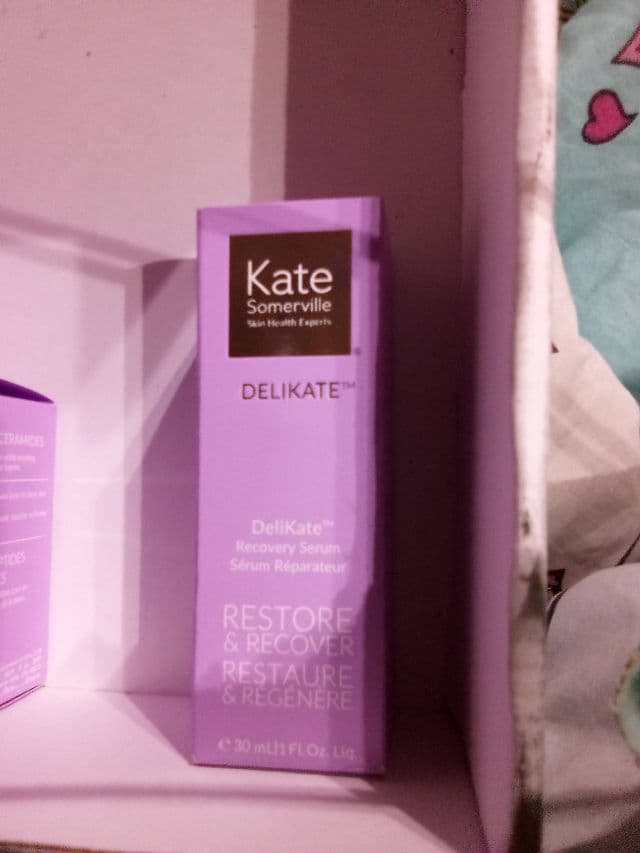 Kate
Somerville
Skin Health Experts
DELIKATE™
DeliKate™
Recovery Serum
Sérum Réparateur
RESTORE
& RECOVER
RESTAURE
& RÉGÉNÈRE
℮ 30 mL|1 Fl.Oz. Liq
CERAMIDES